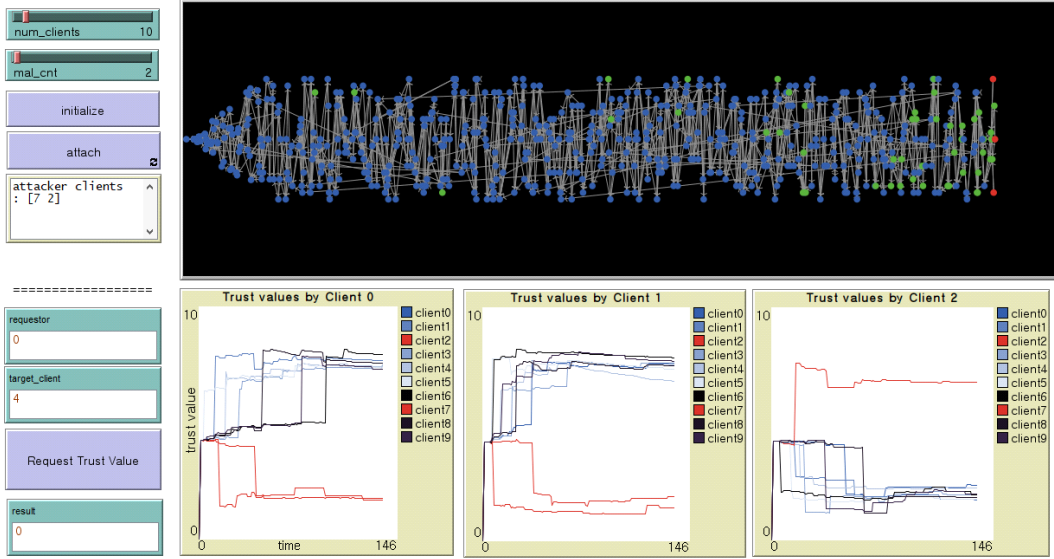 num_clients 10
mal_cnt 2
initialize
attach
attacker clients
: [7 2]
==================
requestor
0
target_client
4
Request Trust Value
result
0
Trust values by Client 0
10
trust value
0
0 time 146
client0
client1
client2
client3
client4
client5
client6
client7
client8
client9
Trust values by Client 1
10
0
0 146
client0
client1
client2
client3
client4
client5
client6
client7
client8
client9
Trust values by Client 2
10
0
0 146
client0
client1
client2
client3
client4
client5
client6
client7
client8
client9